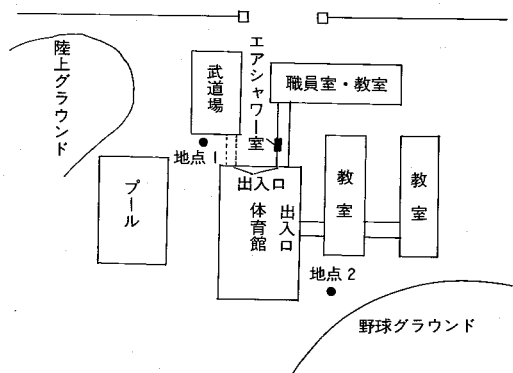 陸上グラウンド
武道場
エアシャワー室
職員室・教室
地点1
プール
出入口
体育館
出入口
教室
教室
地点2
野球グラウンド